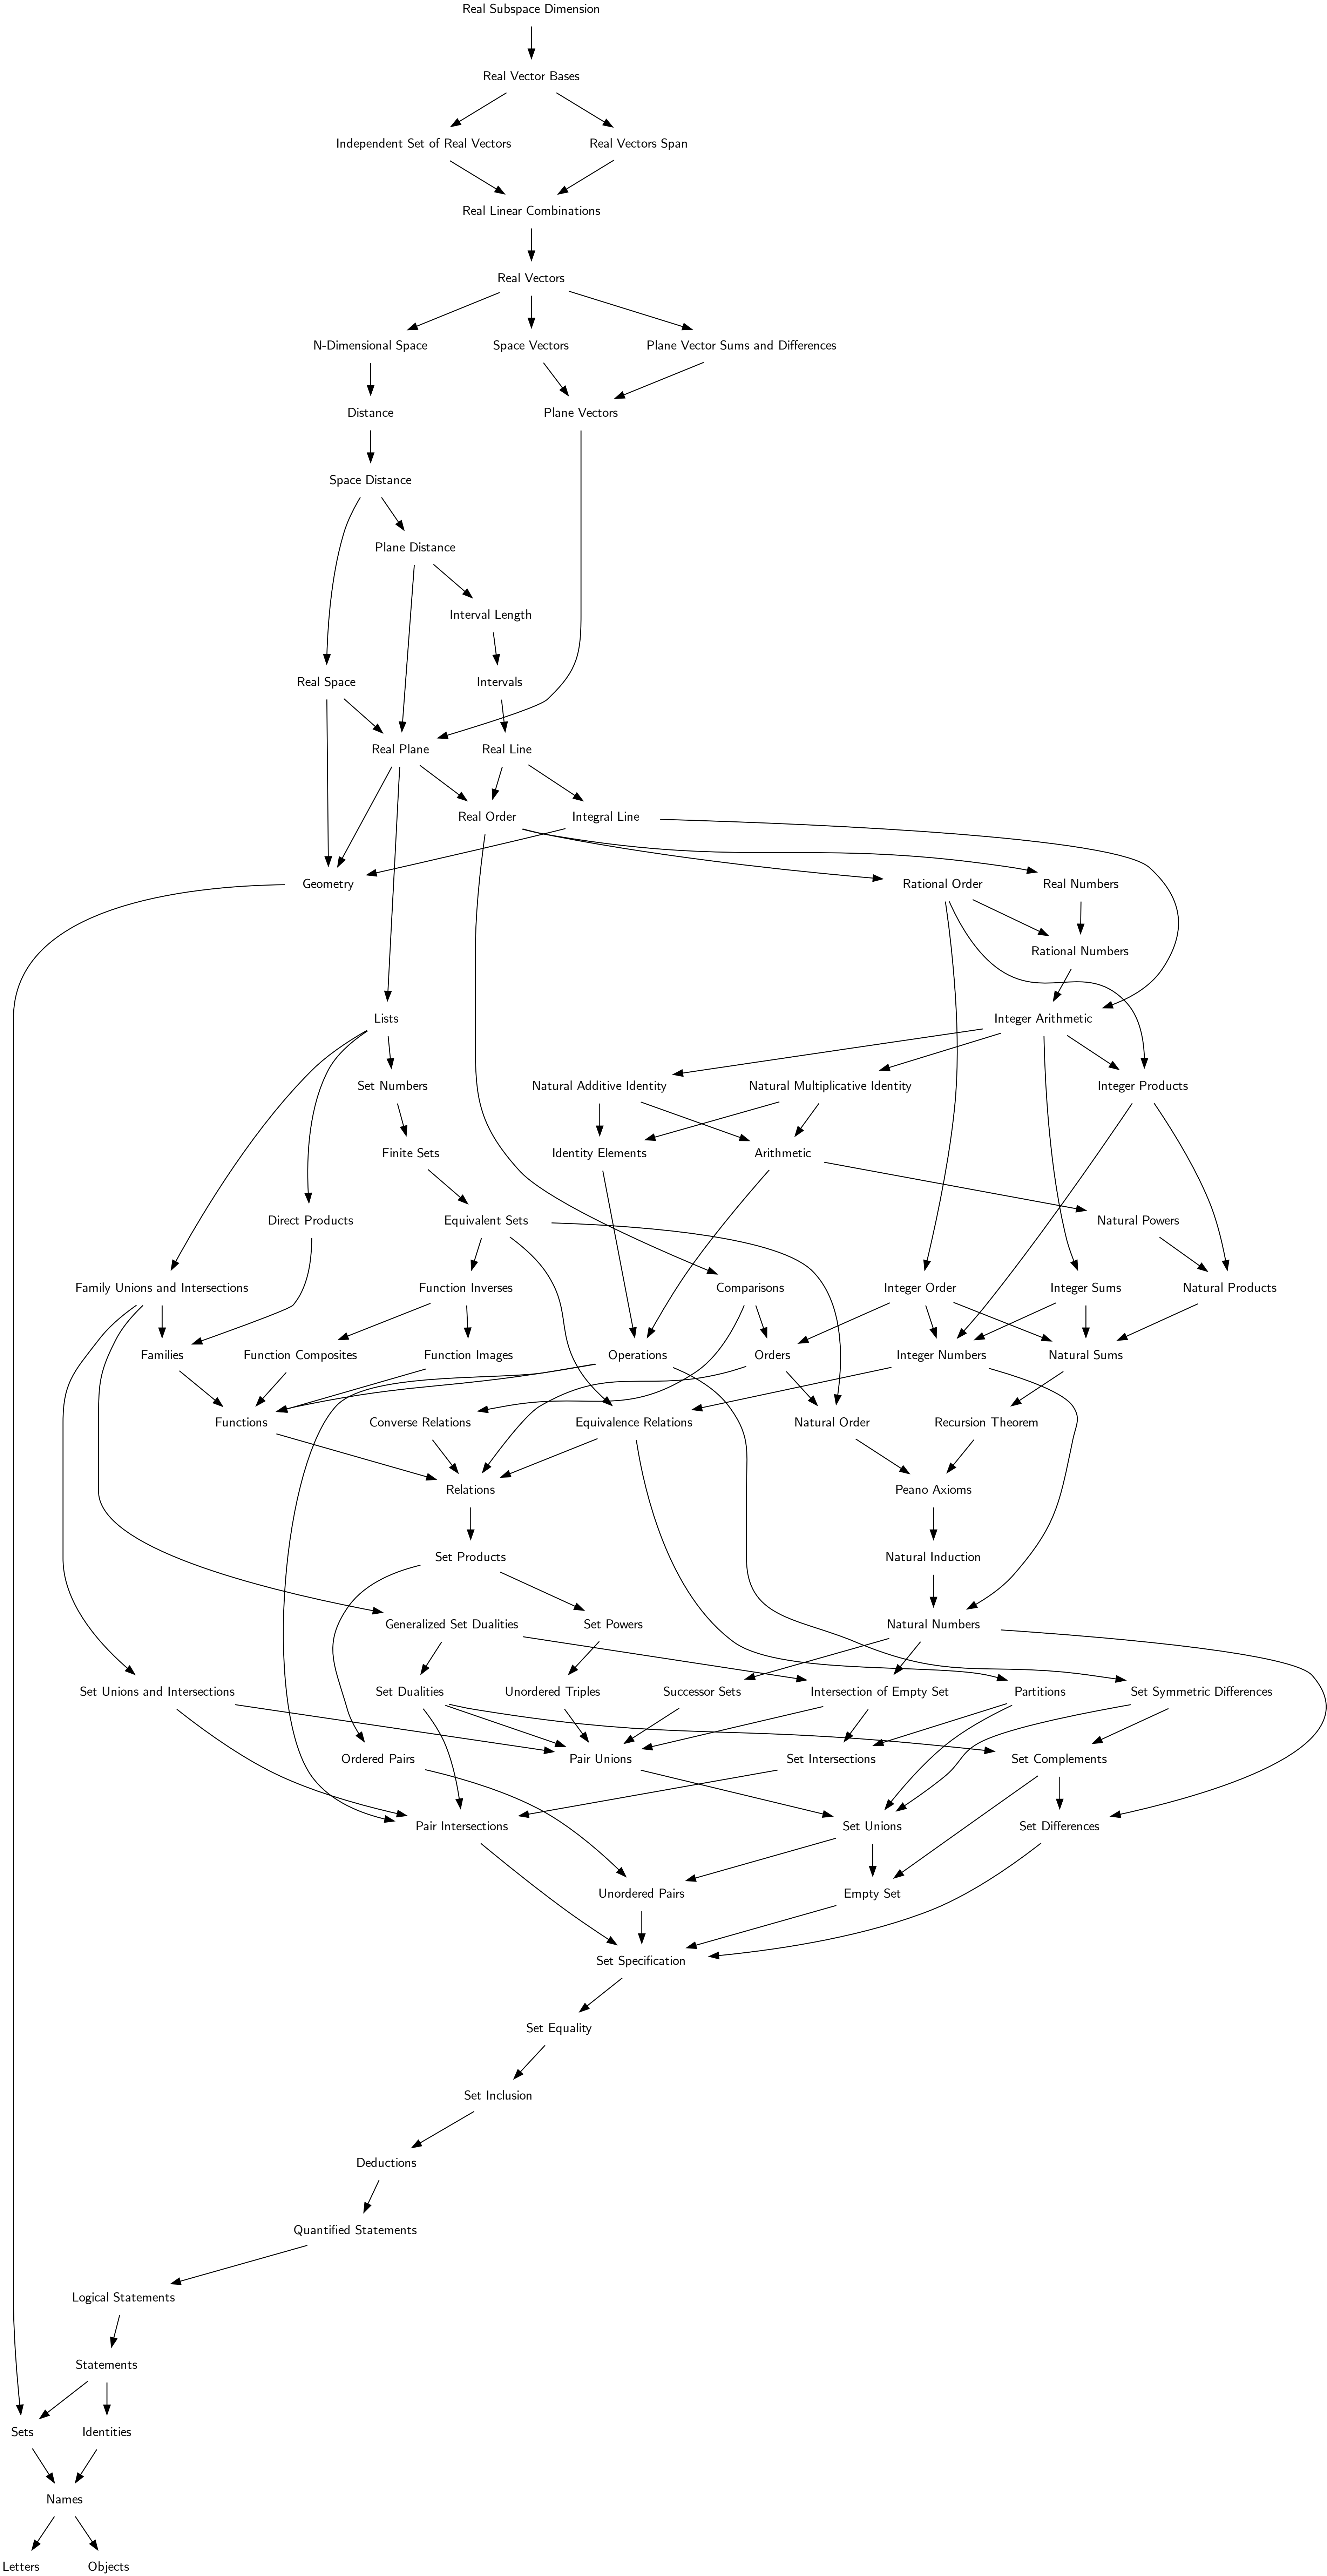 Real Subspace Dimension
Real Vector Bases
Independent Set of Real Vectors
Real Vectors Span
Real Linear Combinations
Real Vectors
N-Dimensional Space
Space Vectors
Plane Vector Sums and Differences
Distance
Plane Vectors
Space Distance
Plane Distance
Interval Length
Real Space
Intervals
Real Plane
Real Line
Real Order
Integral Line
Geometry
Rational Order
Real Numbers
Rational Numbers
Lists
Integer Arithmetic
Set Numbers
Natural Additive Identity
Natural Multiplicative Identity
Integer Products
Finite Sets
Identity Elements
Arithmetic
Direct Products
Equivalent Sets
Natural Powers
Family Unions and Intersections
Function Inverses
Comparisons
Integer Order
Integer Sums
Natural Products
Families
Function Composites
Function Images
Operations
Orders
Integer Numbers
Natural Sums
Functions
Converse Relations
Equivalence Relations
Natural Order
Recursion Theorem
Relations
Peano Axioms
Set Products
Natural Induction
Generalized Set Dualities
Set Powers
Natural Numbers
Set Unions and Intersections
Set Dualities
Unordered Triples
Successor Sets
Intersection of Empty Set
Partitions
Set Symmetric Differences
Ordered Pairs
Pair Unions
Set Intersections
Set Complements
Pair Intersections
Set Unions
Set Differences
Unordered Pairs
Empty Set
Set Specification
Set Equality
Set Inclusion
Deductions
Quantified Statements
Logical Statements
Statements
Sets
Identities
Names
Letters
Objects